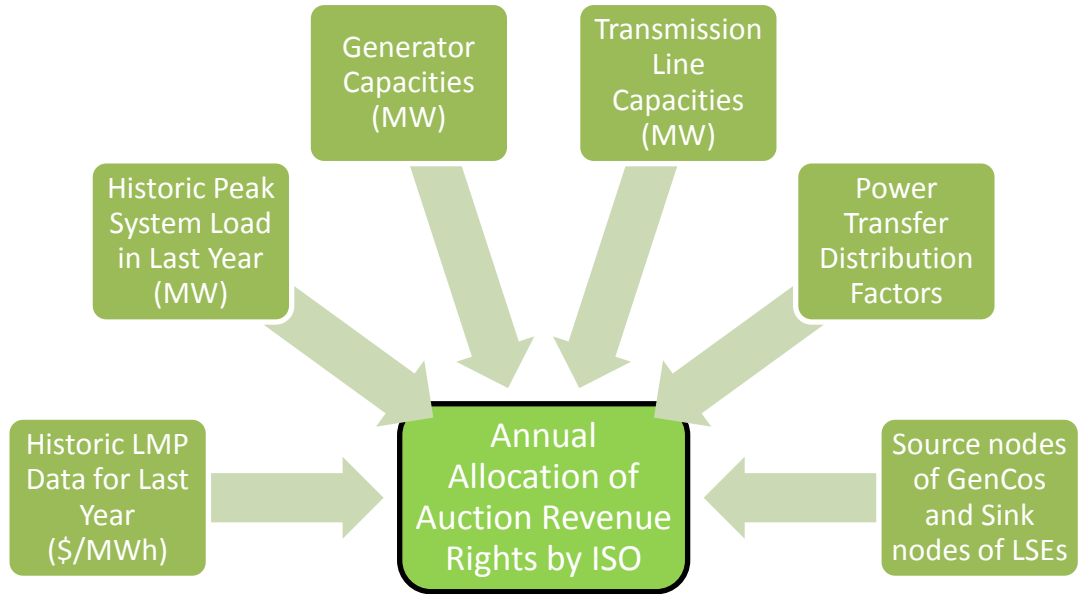 Generator
Capacities
(MW)
Transmission
Line
Capacities
(MW)
Historic Peak
System Load
in Last Year
(MW)
Power
Transfer
Distribution
Factors
Historic LMP
Data for Last
Year
($/MWh)
Annual
Allocation of
Auction Revenue
Rights by ISO
Source nodes
of GenCos
and Sink
nodes of LSEs